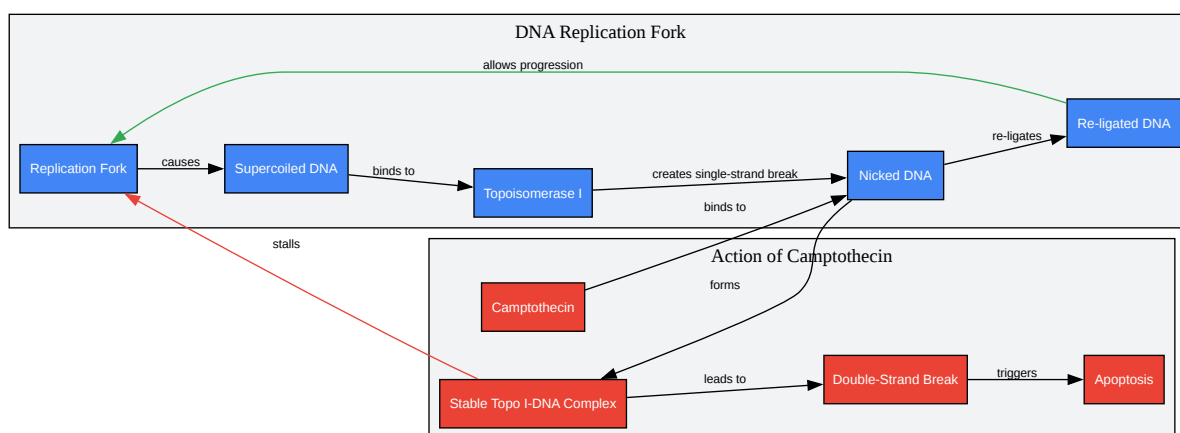 DNA Replication Fork
allows progression
Re-ligated DNA
re-ligates
Replication Fork
causes
Supercoiled DNA
binds to
Topoisomerase I
creates single-strand break
Nicked DNA
binds to
stalls
Action of Camptothecin
Camptothecin
forms
Stable Topo I-DNA Complex
leads to
Double-Strand Break
triggers
Apoptosis